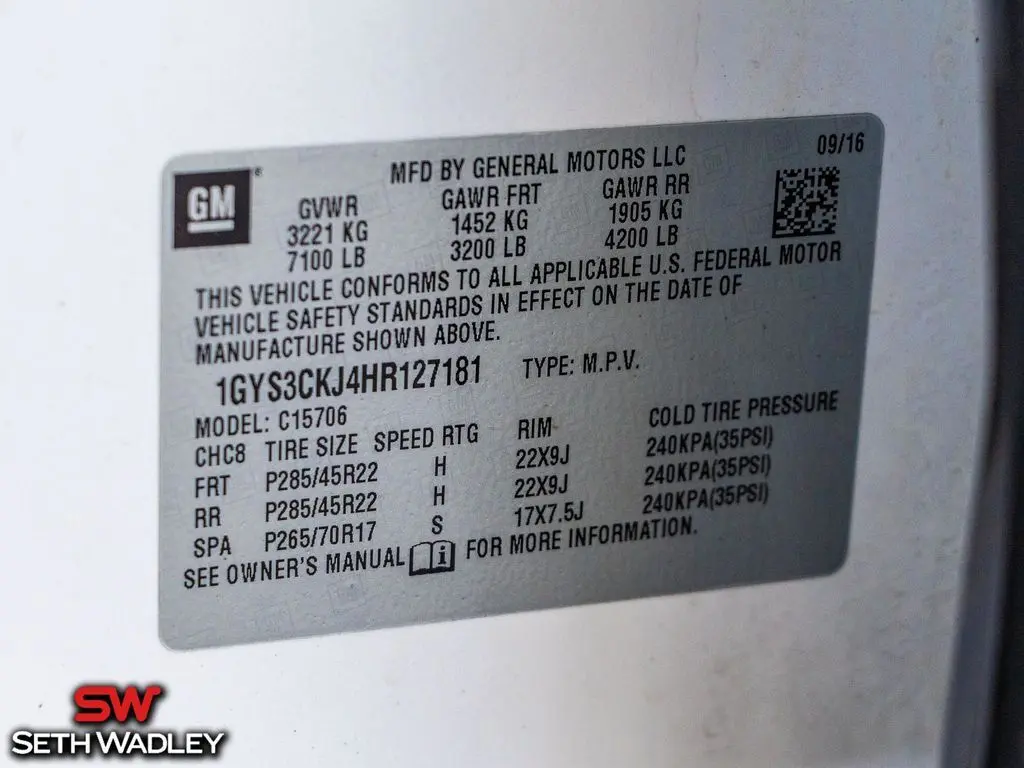 GM
MFD BY GENERAL MOTORS LLC
09/16
GVWR GAWR FRT GAWR RR
3221 KG 1452 KG 1905 KG
7100 LB 3200 LB 4200 LB
THIS VEHICLE CONFORMS TO ALL APPLICABLE U.S. FEDERAL MOTOR
VEHICLE SAFETY STANDARDS IN EFFECT ON THE DATE OF
MANUFACTURE SHOWN ABOVE.
1GYS3CKJ4HR127181 TYPE: M.P.V.
MODEL: C15706
CHC8 TIRE SIZE SPEED RTG RIM COLD TIRE PRESSURE
FRT P285/45R22 H 22X9J 240KPA(35PSI)
RR P285/45R22 H 22X9J 240KPA(35PSI)
SPA P265/70R17 S 17X7.5J 240KPA(35PSI)
SEE OWNER'S MANUAL i FOR MORE INFORMATION.
SW
SETH WADLEY